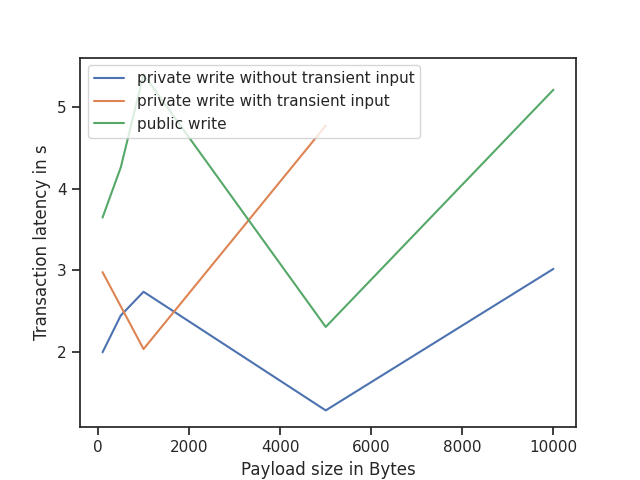 private write without transient input
private write with transient input
public write
5
4
3
2
Transaction latency in s
0
2000
4000
6000
8000
10000
Payload size in Bytes